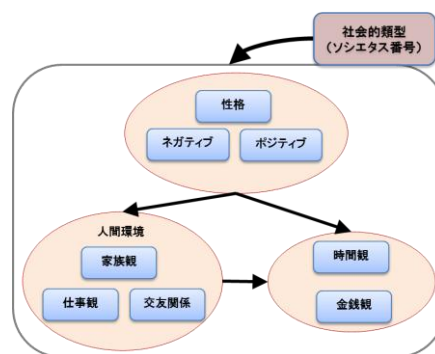 社会的類型
（ソシエタス番号）
性格
ネガティブ
ポジティブ
人間環境
家族観
仕事観
交友関係
時間観
金銭観